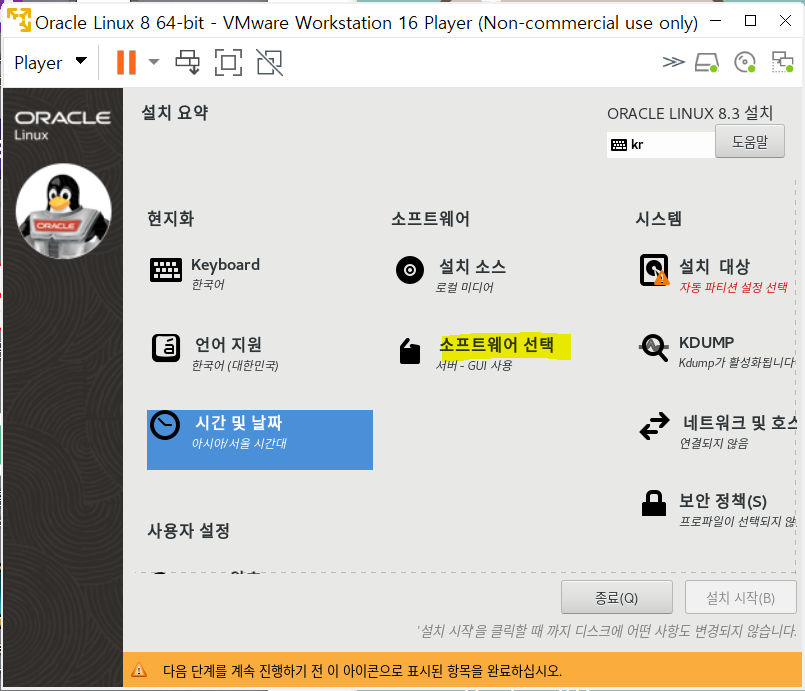 Oracle Linux 8 64-bit - VMware Workstation 16 Player (Non-commercial use only)
Player
ORACLE
Linux
설치 요약
ORACLE LINUX 8.3 설치
kr
도움말
ORACLE
현지화
소프트웨어
시스템
Keyboard
한국어
설치 소스
로컬 미디어
설치 대상
자동 파티션 설정 선택
언어 지원
한국어 (대한민국)
소프트웨어 선택
서버 - GUI 사용
KDUMP
Kdump가 활성화됩니다
시간 및 날짜
아시아/서울 시간대
네트워크 및 호스
연결되지 않음
보안 정책(S)
프로파일이 선택되지 않
사용자 설정
종료(Q)
설치 시작(B)
'설치 시작'을 클릭할 때 까지 디스크에 어떤 사항도 변경되지 않습니다.
다음 단계를 계속 진행하기 전 이 아이콘으로 표시된 항목을 완료하십시오.